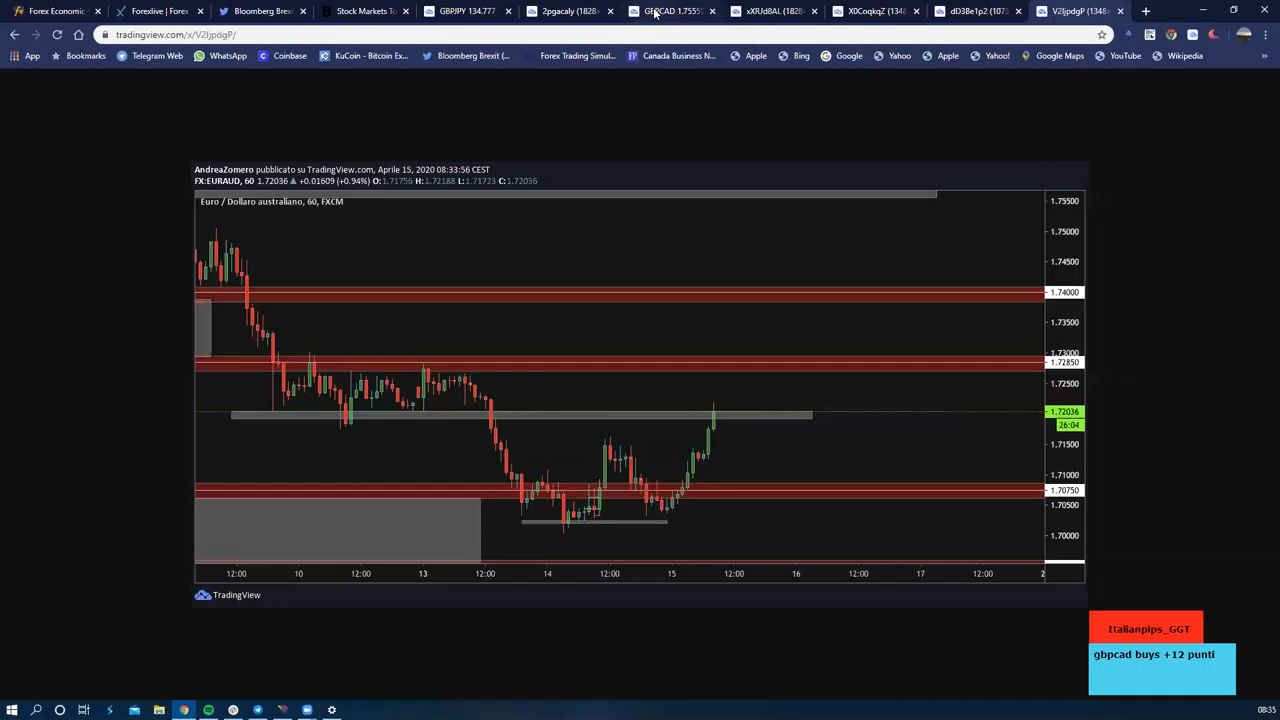 Forex Economic
Forexlive | Forex
Bloomberg Brexi
Stock Markets To
GBPJPY 134.777
2pgacaly (1828×
GBPCAD 1.7555
xXRUd8AL (1828×
X0CoqkqZ (1348×
dD3Be1p2 (1073
V2IjpdgP (1348×
tradingview.com/x/V2IjpdgP/
App
Bookmarks
Telegram Web
WhatsApp
Coinbase
KuCoin - Bitcoin Ex...
Bloomberg Brexit (...
Forex Trading Simul...
Canada Business N...
Apple
Bing
Google
Yahoo
Apple
Yahoo!
Google Maps
YouTube
Wikipedia
»
AndreaZomero pubblicato su TradingView.com, Aprile 15, 2020 08:33:56 CEST
FX:EURAUD, 60 1.72036 ▲ +0.01609 (+0.94%) O:1.71756 H:1.72188 L:1.71723 C:1.72036
Euro / Dollaro australiano, 60, FXCM
1.75500
1.75000
1.74500
1.74000
1.73500
1.73000
1.72850
1.72500
1.72036
26:04
1.71500
1.71000
1.70750
1.70500
1.70000
12:00 10 12:00 13 12:00 14 12:00 15 12:00 16 12:00 17 12:00 2
TradingView
Italianpips_GGT
gbpcad buys +12 punti
08:35